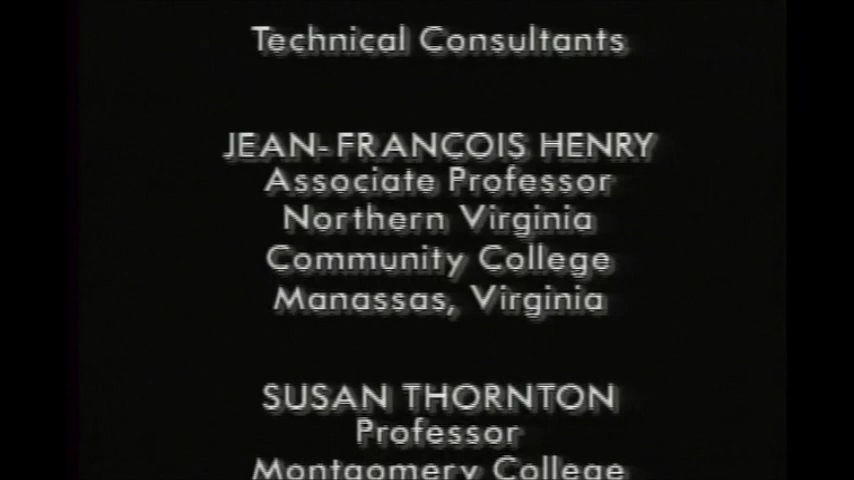 Technical Consultants
JEAN-FRANCOIS HENRY
Associate Professor
Northern Virginia
Community College
Manassas, Virginia
SUSAN THORNTON
Professor
Montgomery College